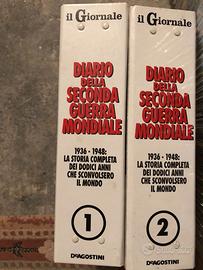 il Giornale
DIARIO
DELLA
SECONDA
GUERRA
MONDIALE
1936 - 1948:
LA STORIA COMPLETA
DEI DODICI ANNI
CHE SCONVOLSERO
IL MONDO
1
DeAGOSTINI
il Giornale
DIARIO
DELLA
SECONDA
GUERRA
MONDIALE
1936 - 1948:
LA STORIA COMPLETA
DEI DODICI ANNI
CHE SCONVOLSERO
IL MONDO
2
DeAGOSTINI